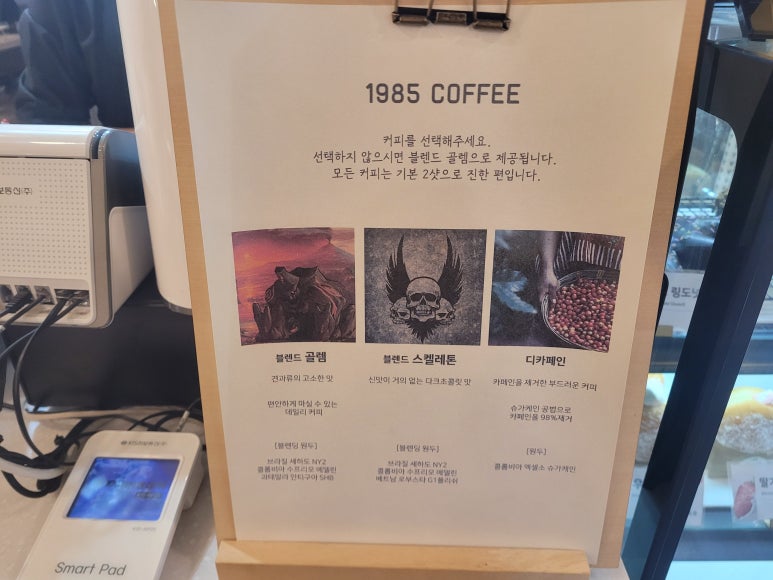 1985 COFFEE
커피를 선택해주세요.
선택하지 않으시면 블렌드 골렘으로 제공됩니다.
모든 커피는 기본 2샷으로 진한 편입니다.
블렌드 골렘
견과류의 고소한 맛
편안하게 마실 수 있는
데일리 커피
[블렌딩 원두]
브라질 세하도 NY2
콜롬비아 수프리모 메델린
과테말라 안티구아 SHB
블렌드 스켈레톤
신맛이 거의 없는 다크초콜릿 맛
[블렌딩 원두]
브라질 세하도 NY2
콜롬비아 수프리모 메델린
베트남 로부스타 G1폴리쉬
디카페인
카페인을 제거한 부드러운 커피
슈가케인 공법으로
카페인을 98%제거
[원두]
콜롬비아 엑셀소 슈가케인
Smart Pad
링도넛